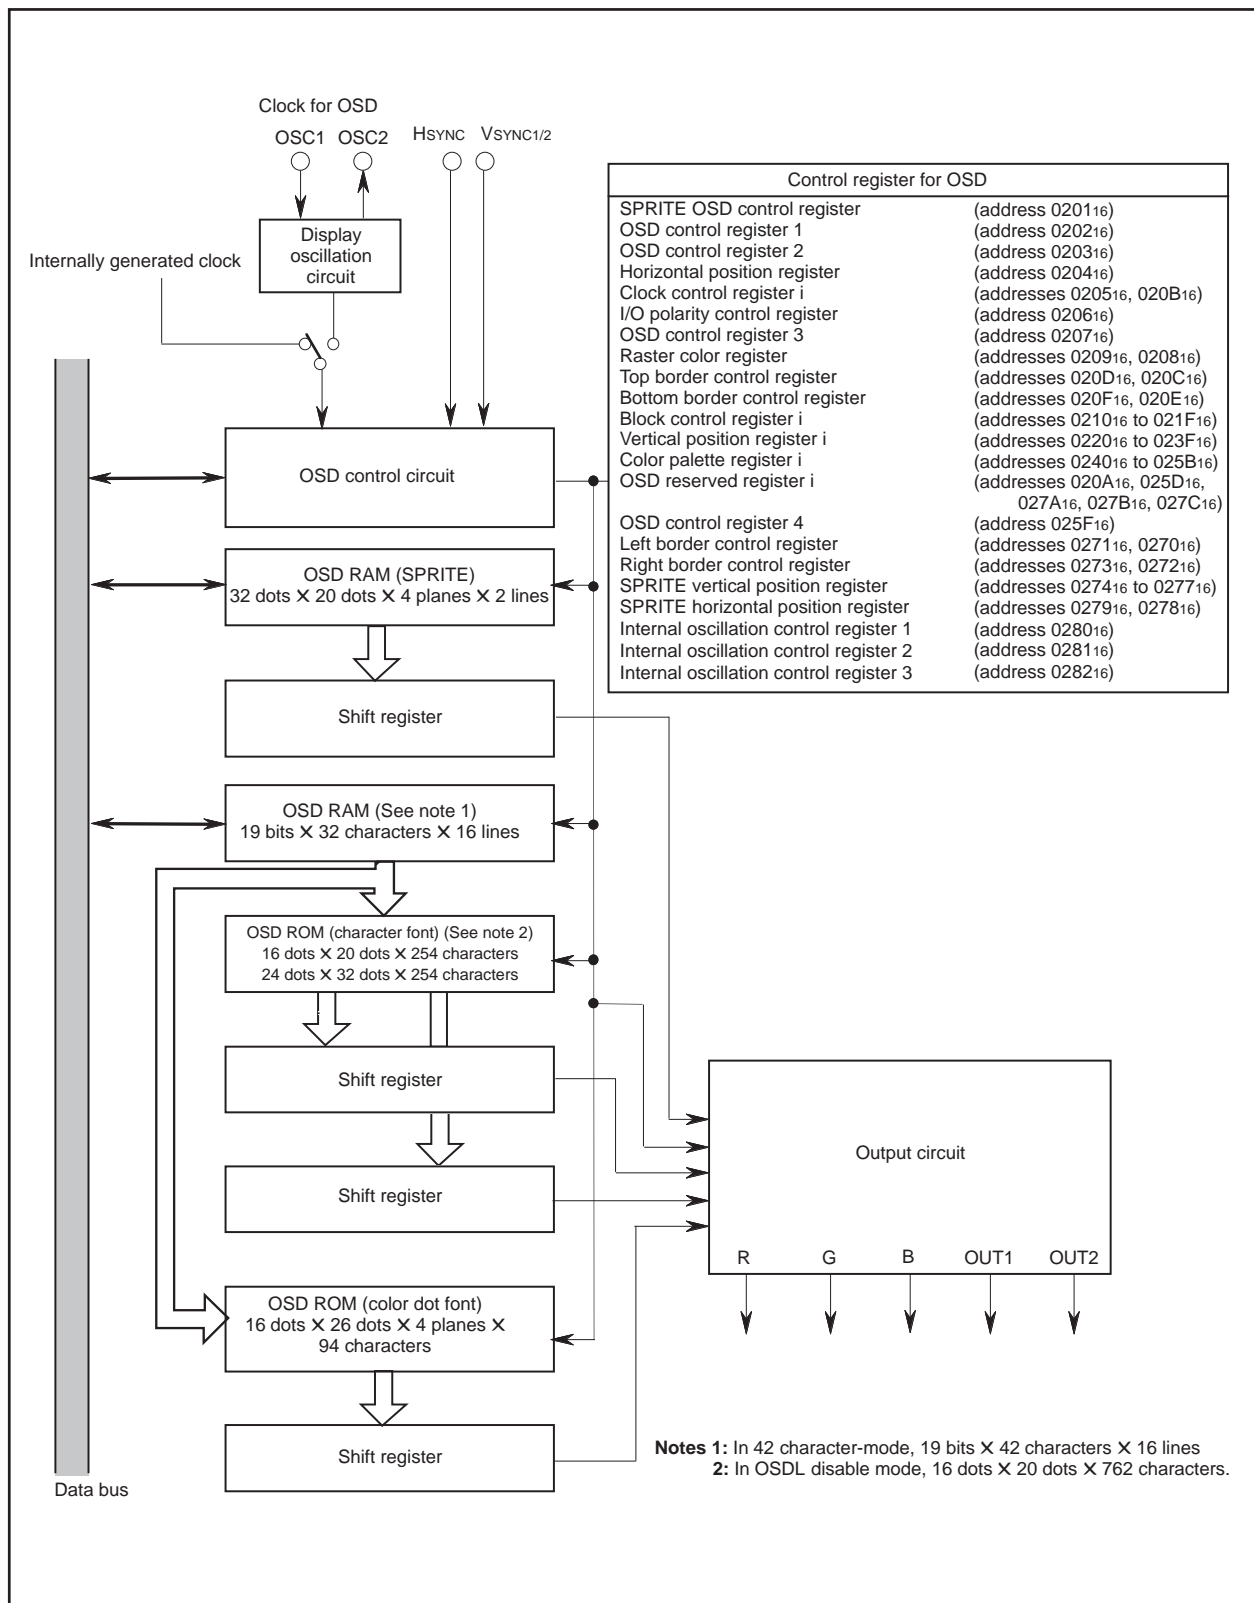 Clock for OSD
OSC1 OSC2 HSYNC VSYNC1/2
Display
oscillation
circuit
Internally generated clock
Control register for OSD
SPRITE OSD control register (address 020116)
OSD control register 1 (address 020216)
OSD control register 2 (address 020316)
Horizontal position register (address 020416)
Clock control register i (addresses 020516, 020B16)
I/O polarity control register (address 020616)
OSD control register 3 (address 020716)
Raster color register (addresses 020916, 020816)
Top border control register (addresses 020D16, 020C16)
Bottom border control register (addresses 020F16, 020E16)
Block control register i (addresses 021016 to 021F16)
Vertical position register i (addresses 022016 to 023F16)
Color palette register i (addresses 024016 to 025B16)
OSD reserved register i (addresses 020A16, 025D16,
027A16, 027B16, 027C16)
OSD control register 4 (address 025F16)
Left border control register (addresses 027116, 027016)
Right border control register (addresses 027316, 027216)
SPRITE vertical position register (addresses 027416 to 027716)
SPRITE horizontal position register (addresses 027916, 027816)
Internal oscillation control register 1 (address 028016)
Internal oscillation control register 2 (address 028116)
Internal oscillation control register 3 (address 028216)
OSD control circuit
OSD RAM (SPRITE)
32 dots × 20 dots × 4 planes × 2 lines
Shift register
OSD RAM (See note 1)
19 bits × 32 characters × 16 lines
OSD ROM (character font) (See note 2)
16 dots × 20 dots × 254 characters
24 dots × 32 dots × 254 characters
Shift register
Shift register
Output circuit
R G B OUT1 OUT2
OSD ROM (color dot font)
16 dots × 26 dots × 4 planes ×
94 characters
Shift register
Data bus
Notes 1: In 42 character-mode, 19 bits × 42 characters × 16 lines
2: In OSDL disable mode, 16 dots × 20 dots × 762 characters.